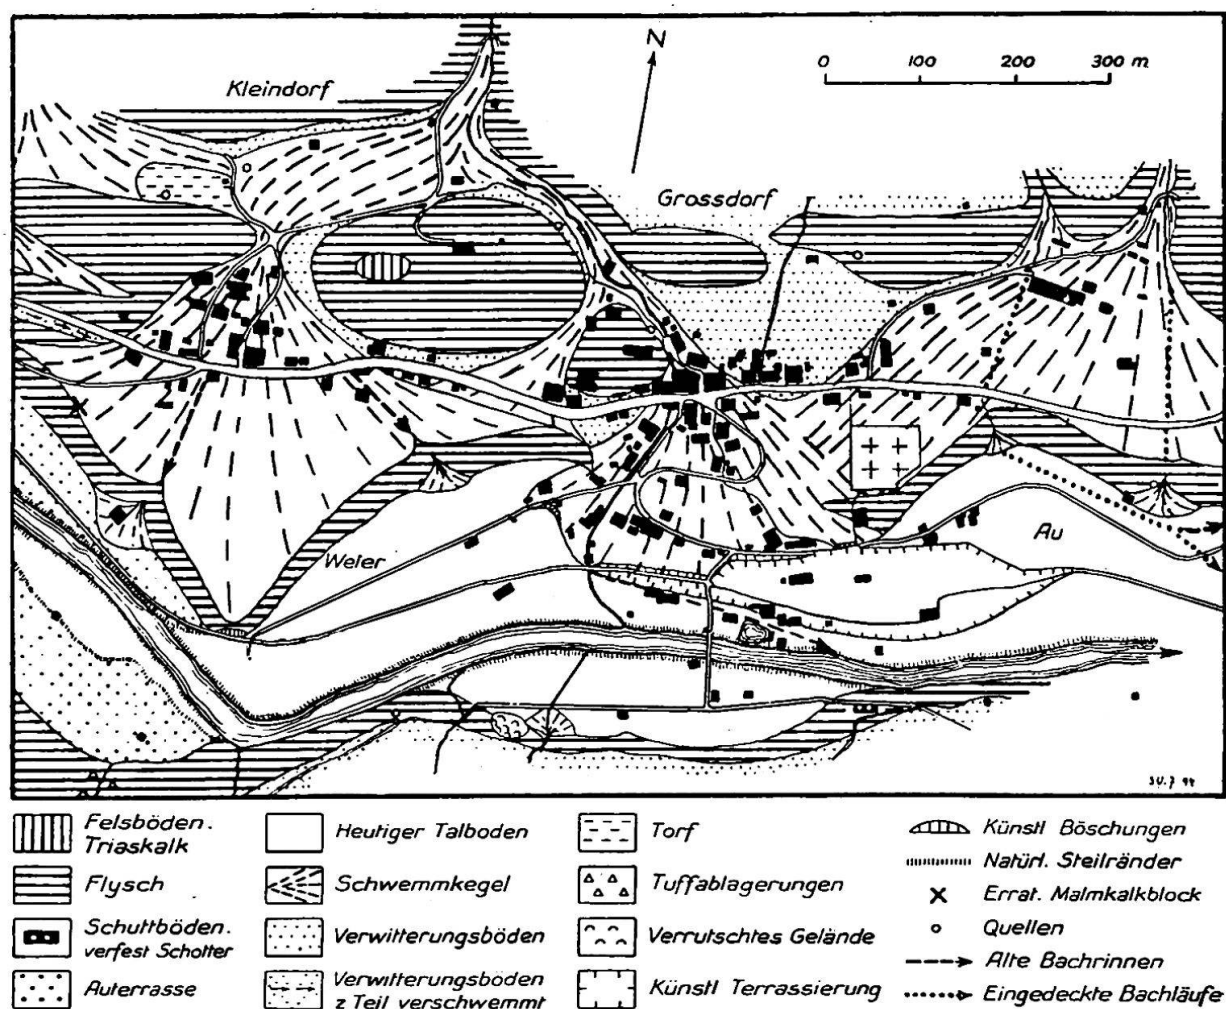 N
0 100 200 300 m.
Kleindorf
Grossdorf
Weier
Au
Felsböden.
Triaskalk
Flysch
Schuttböden.
verfest Schotter
Auterrasse
Heutiger Talboden
Schwemmkegel
Verwitterungsböden
Verwitterungsböden
z Teil verschwemmt
Torf
Tuffablagerungen
Verrutschtes Gelände
Künstl Terrassierung
Künstl Böschungen
Natürl. Steilränder
Errat. Malmkalkblock
Quellen
Alte Bachrinnen
Eingedeckte Bachläufe